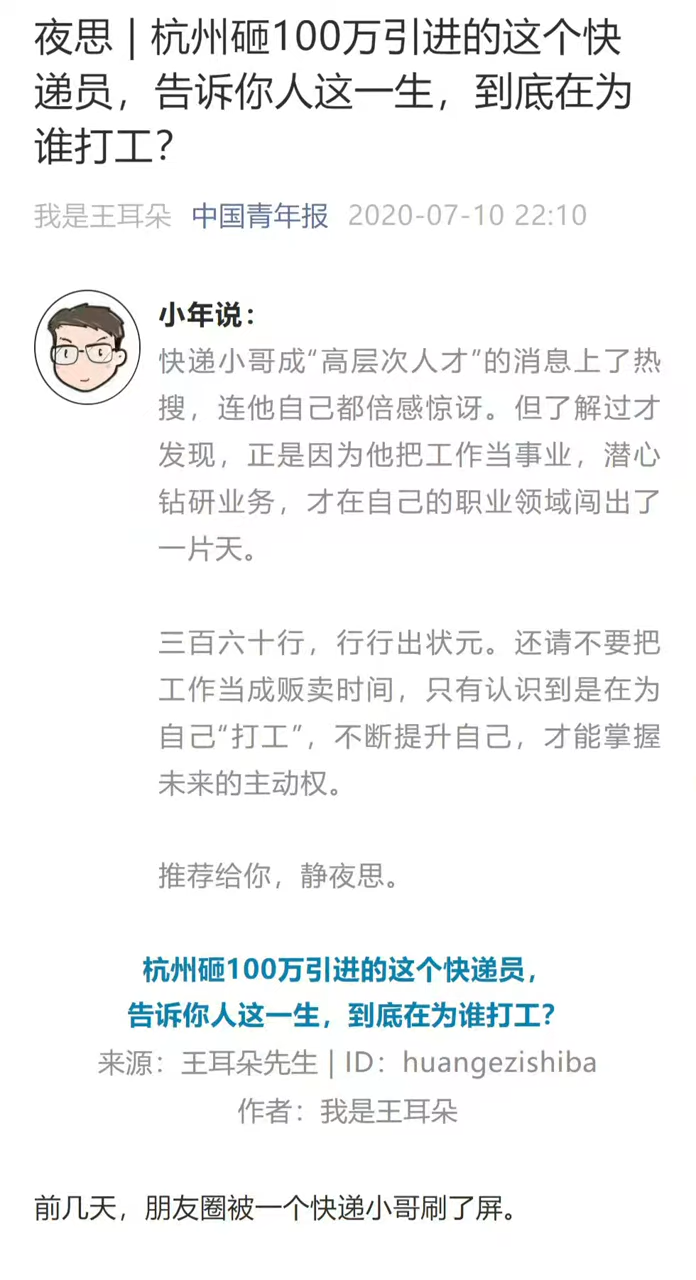 夜思 | 杭州砸100万引进的这个快
递员，告诉你人这一生，到底在为
谁打工？
我是王耳朵 中国青年报 2020-07-10 22:10
小年说：
快递小哥成“高层次人才”的消息上了热
搜，连他自己都倍感惊讶。但了解过才
发现，正是因为他把工作当事业，潜心
钻研业务，才在自己的职业领域闯出了
一片天。
三百六十行，行行出状元。还请不要把
工作当成贩卖时间，只有认识到是在为
自己“打工”，不断提升自己，才能掌握
未来的主动权。
推荐给你，静夜思。
杭州砸100万引进的这个快递员，
告诉你人这一生，到底在为谁打工？
来源：王耳朵先生 | ID：huangezishiba
作者：我是王耳朵
前几天，朋友圈被一个快递小哥刷了屏。